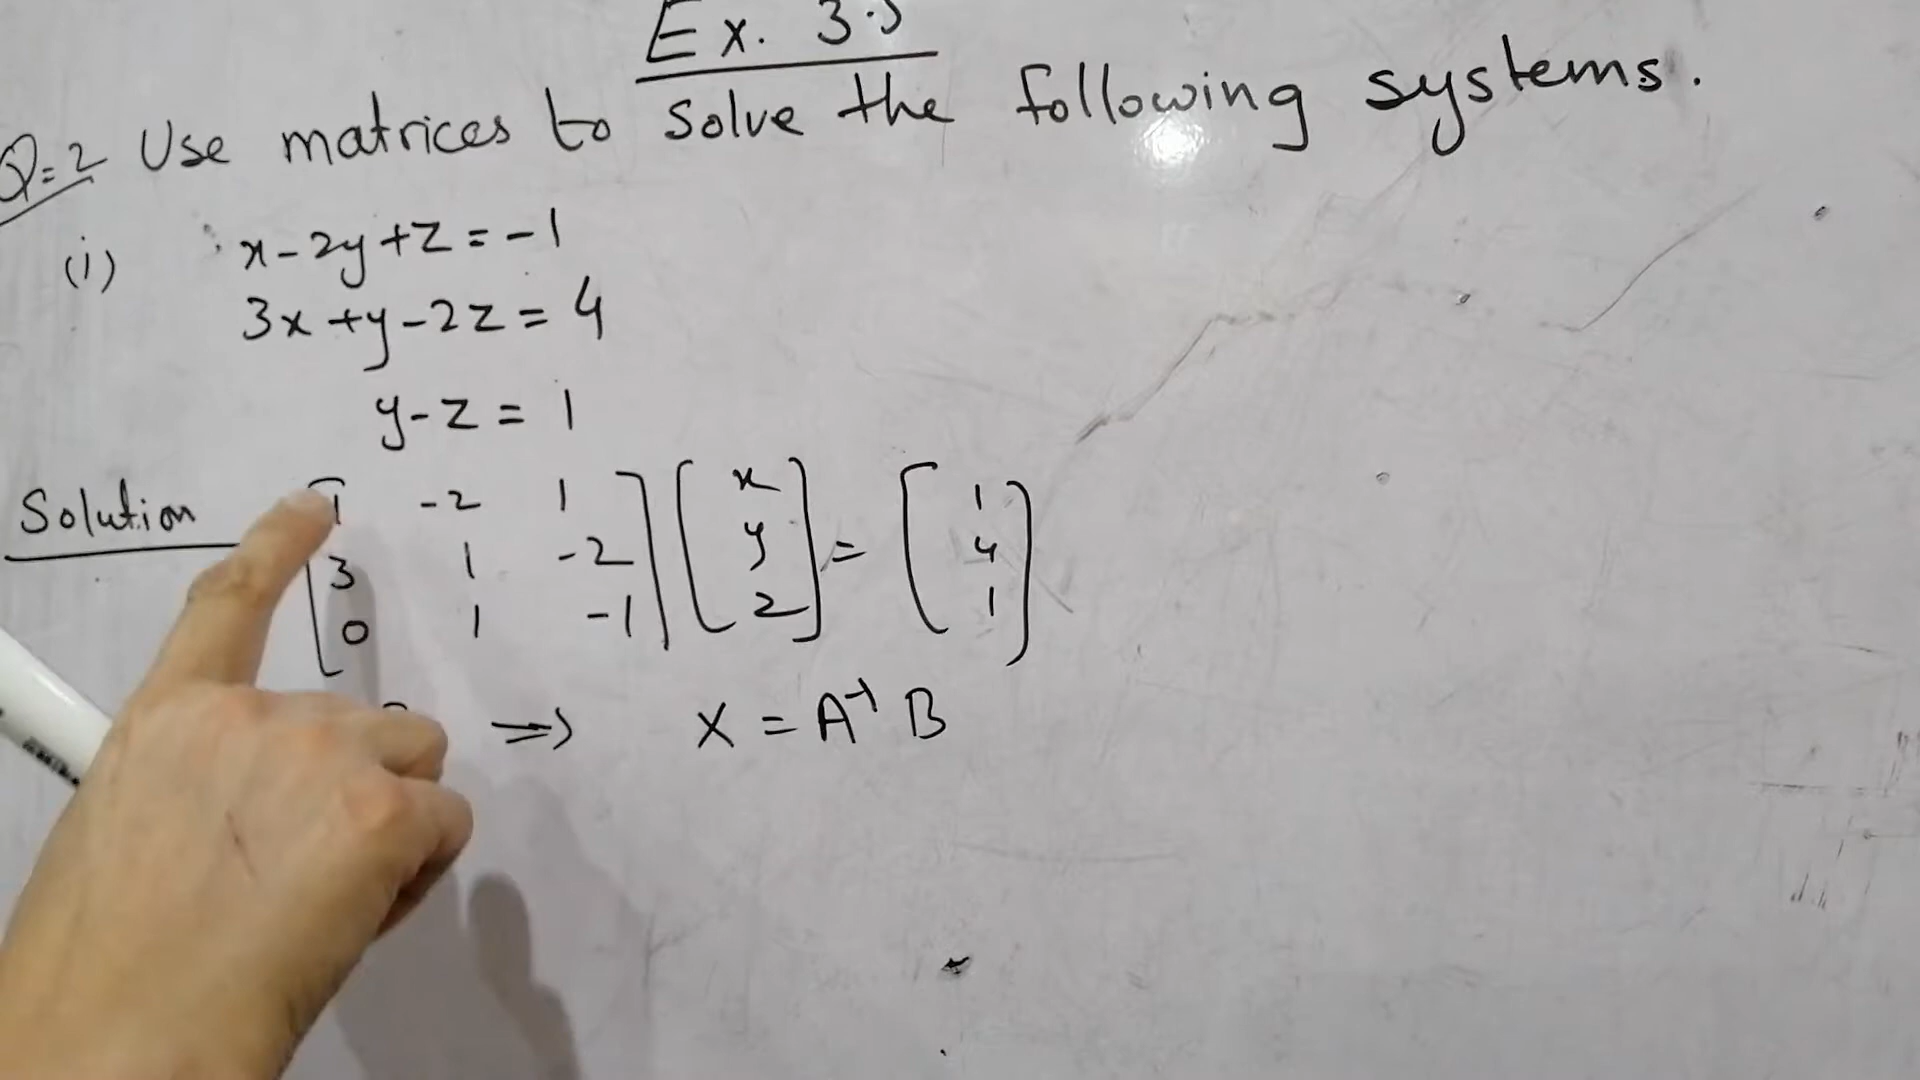 Ex. 3.5
Q=2 Use matrices to solve the following systems.
(i) x-2y+z=-1
3x+y-2z=4
y-z=1
Solution [1 -2 1] [x] = [1]
[3 1 -2] [y] [4]
[0 1 -1] [z] [1]
⇒ X = A⁻¹ B